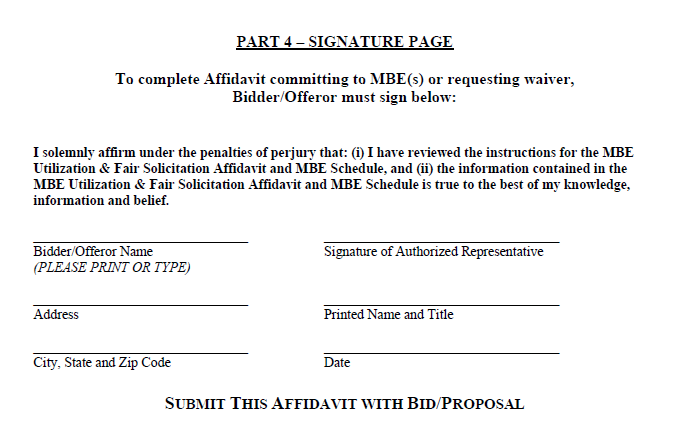 PART 4 – SIGNATURE PAGE
To complete Affidavit committing to MBE(s) or requesting waiver,
Bidder/Offeror must sign below:
I solemnly affirm under the penalties of perjury that: (i) I have reviewed the instructions for the MBE
Utilization & Fair Solicitation Affidavit and MBE Schedule, and (ii) the information contained in the
MBE Utilization & Fair Solicitation Affidavit and MBE Schedule is true to the best of my knowledge,
information and belief.
Bidder/Offeror Name Signature of Authorized Representative
(PLEASE PRINT OR TYPE)
Address Printed Name and Title
City, State and Zip Code Date
SUBMIT THIS AFFIDAVIT WITH BID/PROPOSAL